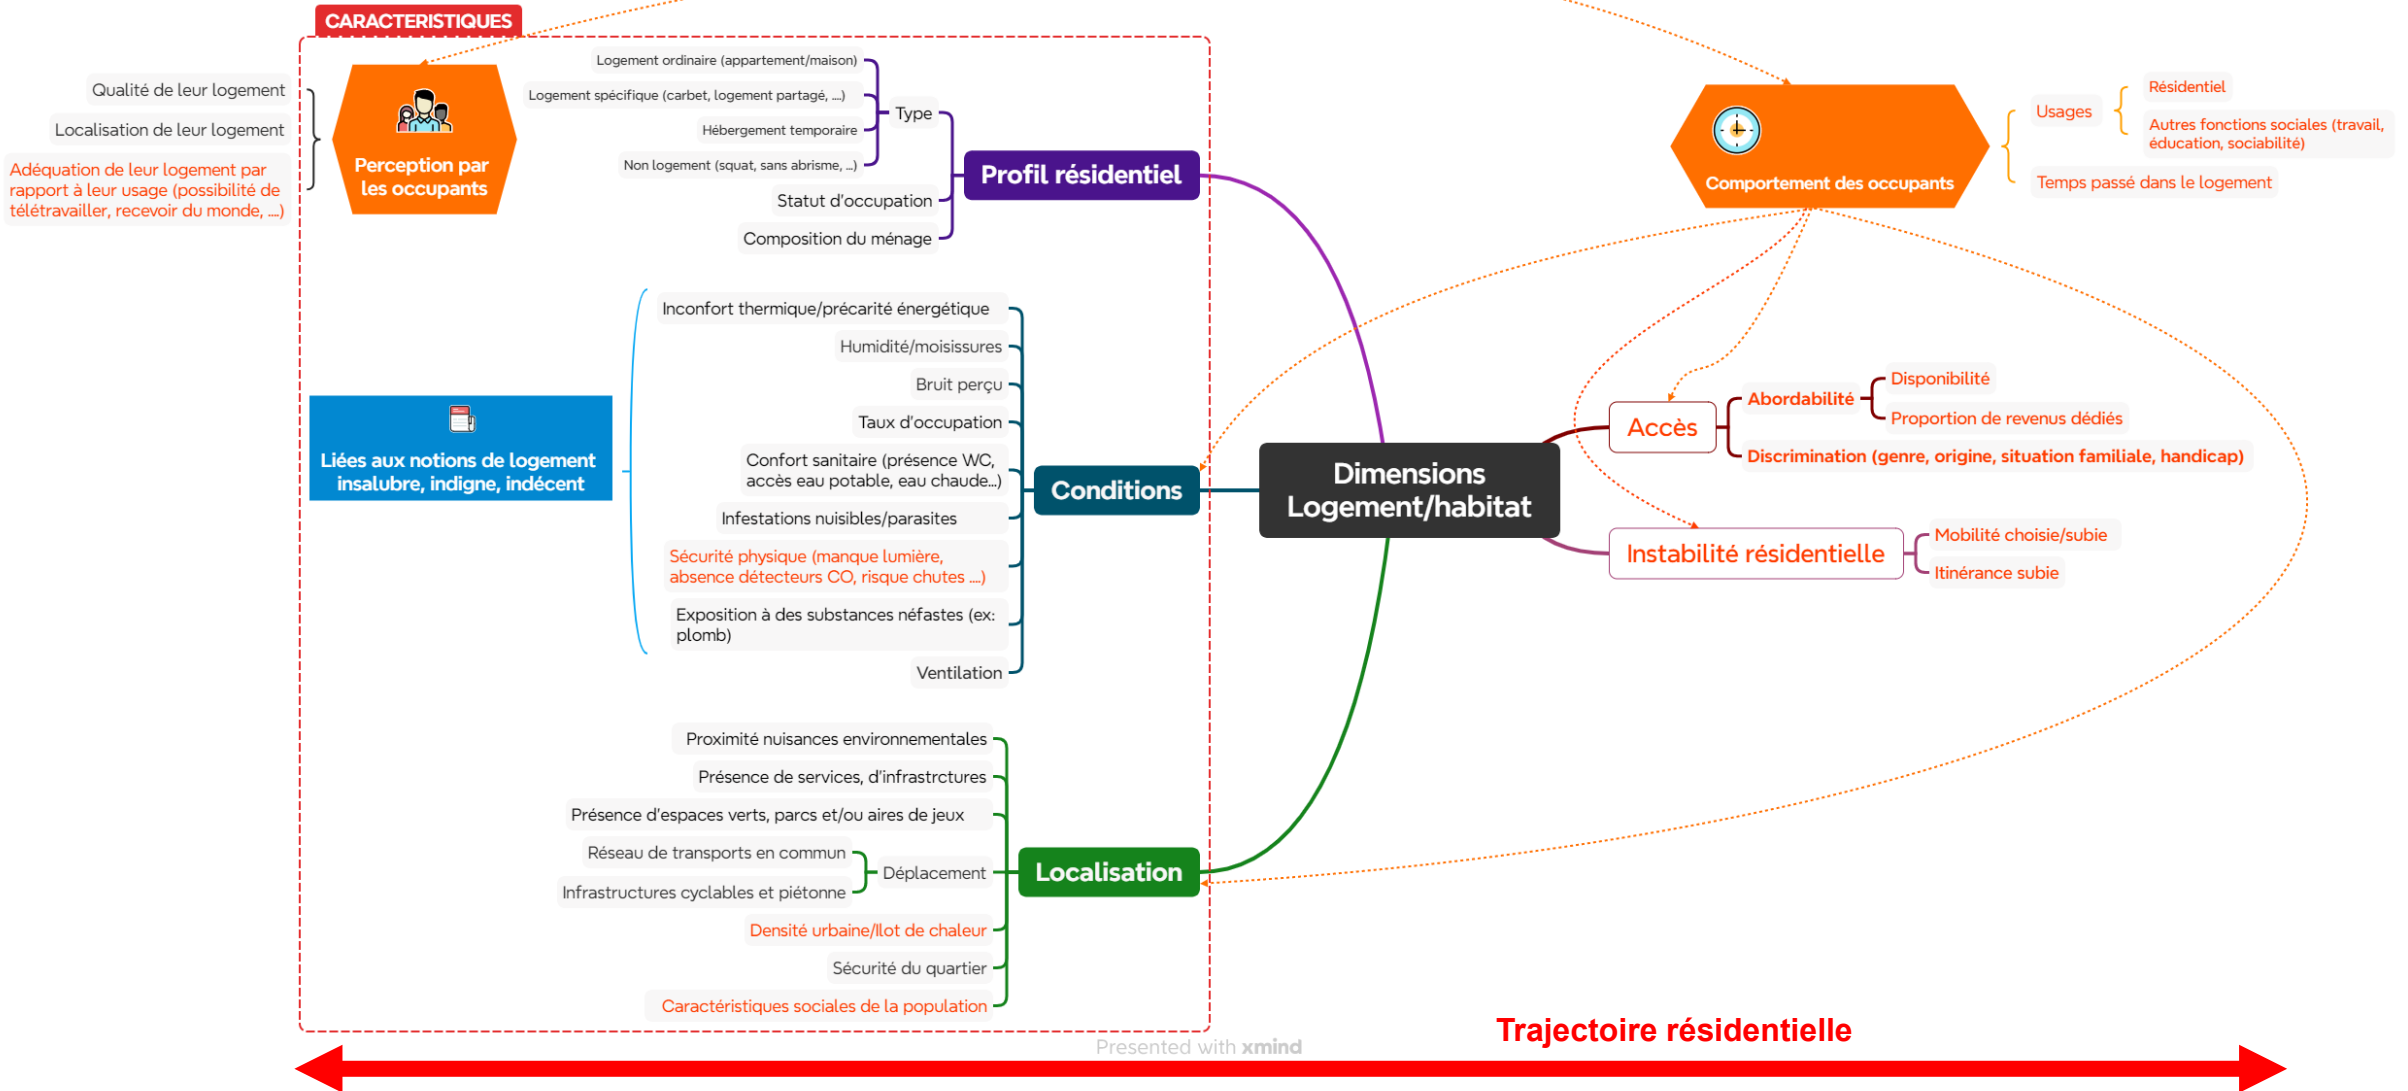 CARACTERISTIQUES
Qualité de leur logement
Localisation de leur logement
Adéquation de leur logement par
rapport à leur usage (possibilité de
télétravailler, recevoir du monde, ...)
Perception par
les occupants
Logement ordinaire (appartement/maison)
Logement spécifique (carbet, logement partagé, ...)
Hébergement temporaire
Non logement (squat, sans abrisme, ...)
Type
Statut d'occupation
Composition du ménage
Profil résidentiel
Inconfort thermique/précarité énergétique
Humidité/moisissures
Bruit perçu
Taux d'occupation
Confort sanitaire (présence WC,
accès eau potable, eau chaude...)
Infestations nuisibles/parasites
Sécurité physique (manque lumière,
absence détecteurs CO, risque chutes ....)
Exposition à des substances néfastes (ex:
plomb)
Ventilation
Liées aux notions de logement
insalubre, indigne, indécent
Conditions
Proximité nuisances environnementales
Présence de services, d'infrastrctures
Présence d'espaces verts, parcs et/ou aires de jeux
Réseau de transports en commun
Infrastructures cyclables et piétonne
Déplacement
Densité urbaine/Ilot de chaleur
Sécurité du quartier
Caractéristiques sociales de la population
Localisation
Dimensions
Logement/habitat
Comportement des occupants
Usages
Résidentiel
Autres fonctions sociales (travail,
éducation, sociabilité)
Temps passé dans le logement
Accès
Abordabilité
Disponibilité
Proportion de revenus dédiés
Discrimination (genre, origine, situation familiale, handicap)
Instabilité résidentielle
Mobilité choisie/subie
Itinérance subie
Trajectoire résidentielle
Presented with xmind